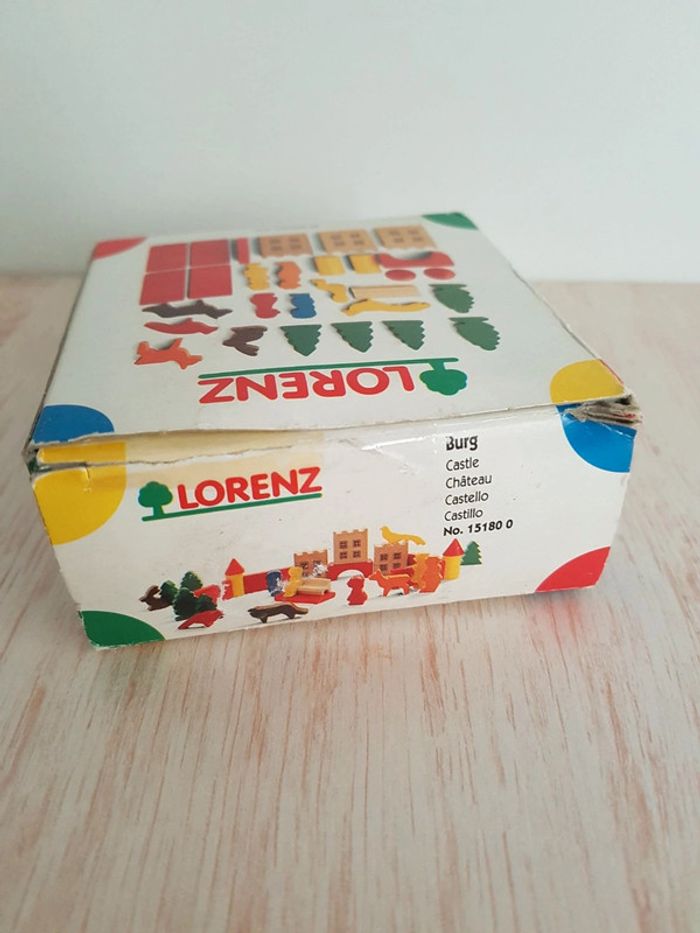 LORENZ
LORENZ
Burg
Castle
Château
Castello
Castillo
No. 15180 0